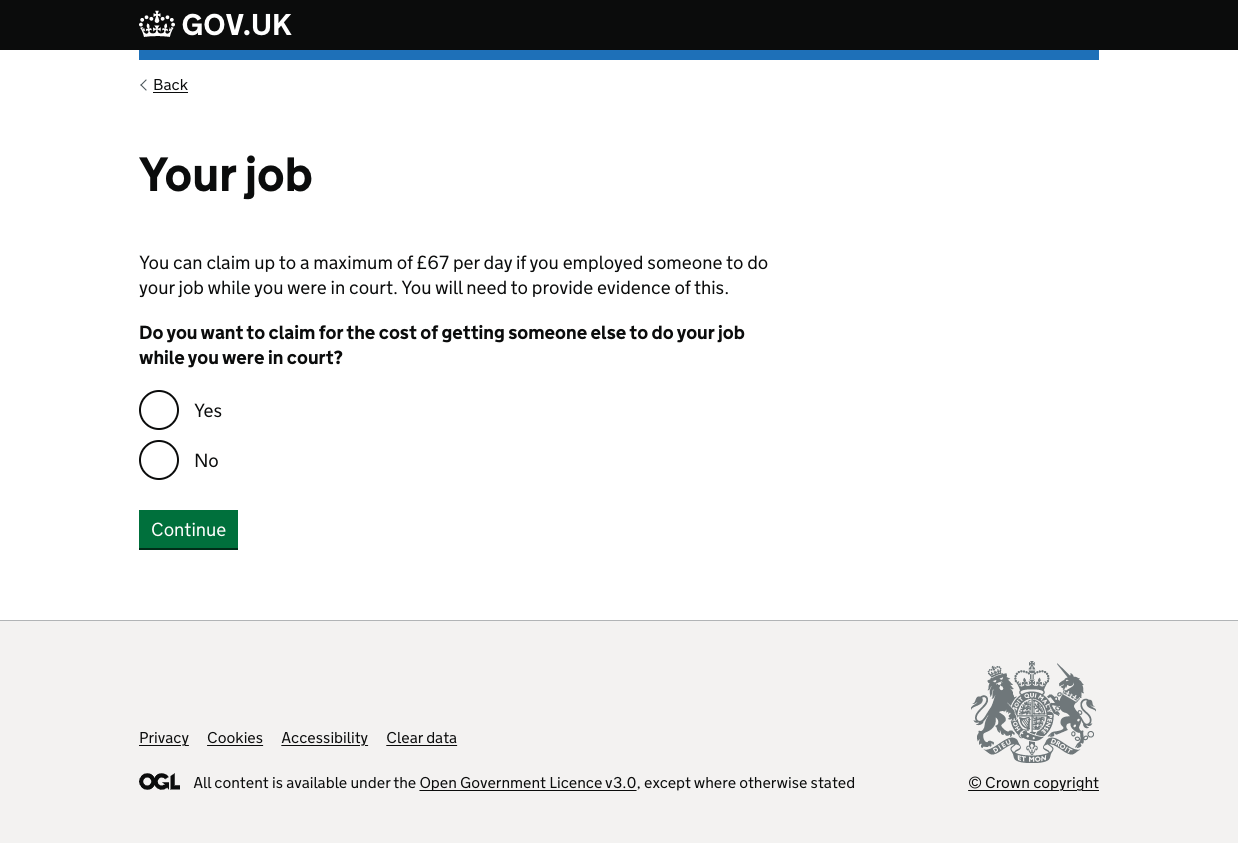 GOV.UK
Back
Your job
You can claim up to a maximum of £67 per day if you employed someone to do
your job while you were in court. You will need to provide evidence of this.
Do you want to claim for the cost of getting someone else to do your job
while you were in court?
Yes
No
Continue
Privacy Cookies Accessibility Clear data
OGL All content is available under the Open Government Licence v3.0, except where otherwise stated
DIEU ET MON DROIT
© Crown copyright